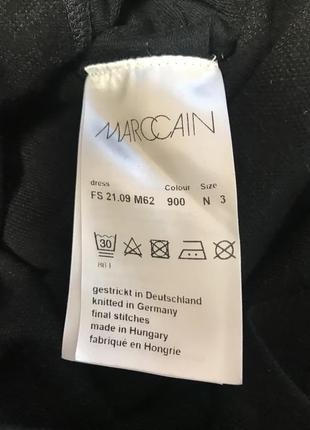 MARCCAIN
dress Colour Size
FS 21.09 M62 900 N 3
30
gestrickt in Deutschland
knitted in Germany
final stitches
made in Hungary
fabriqué en Hongrie